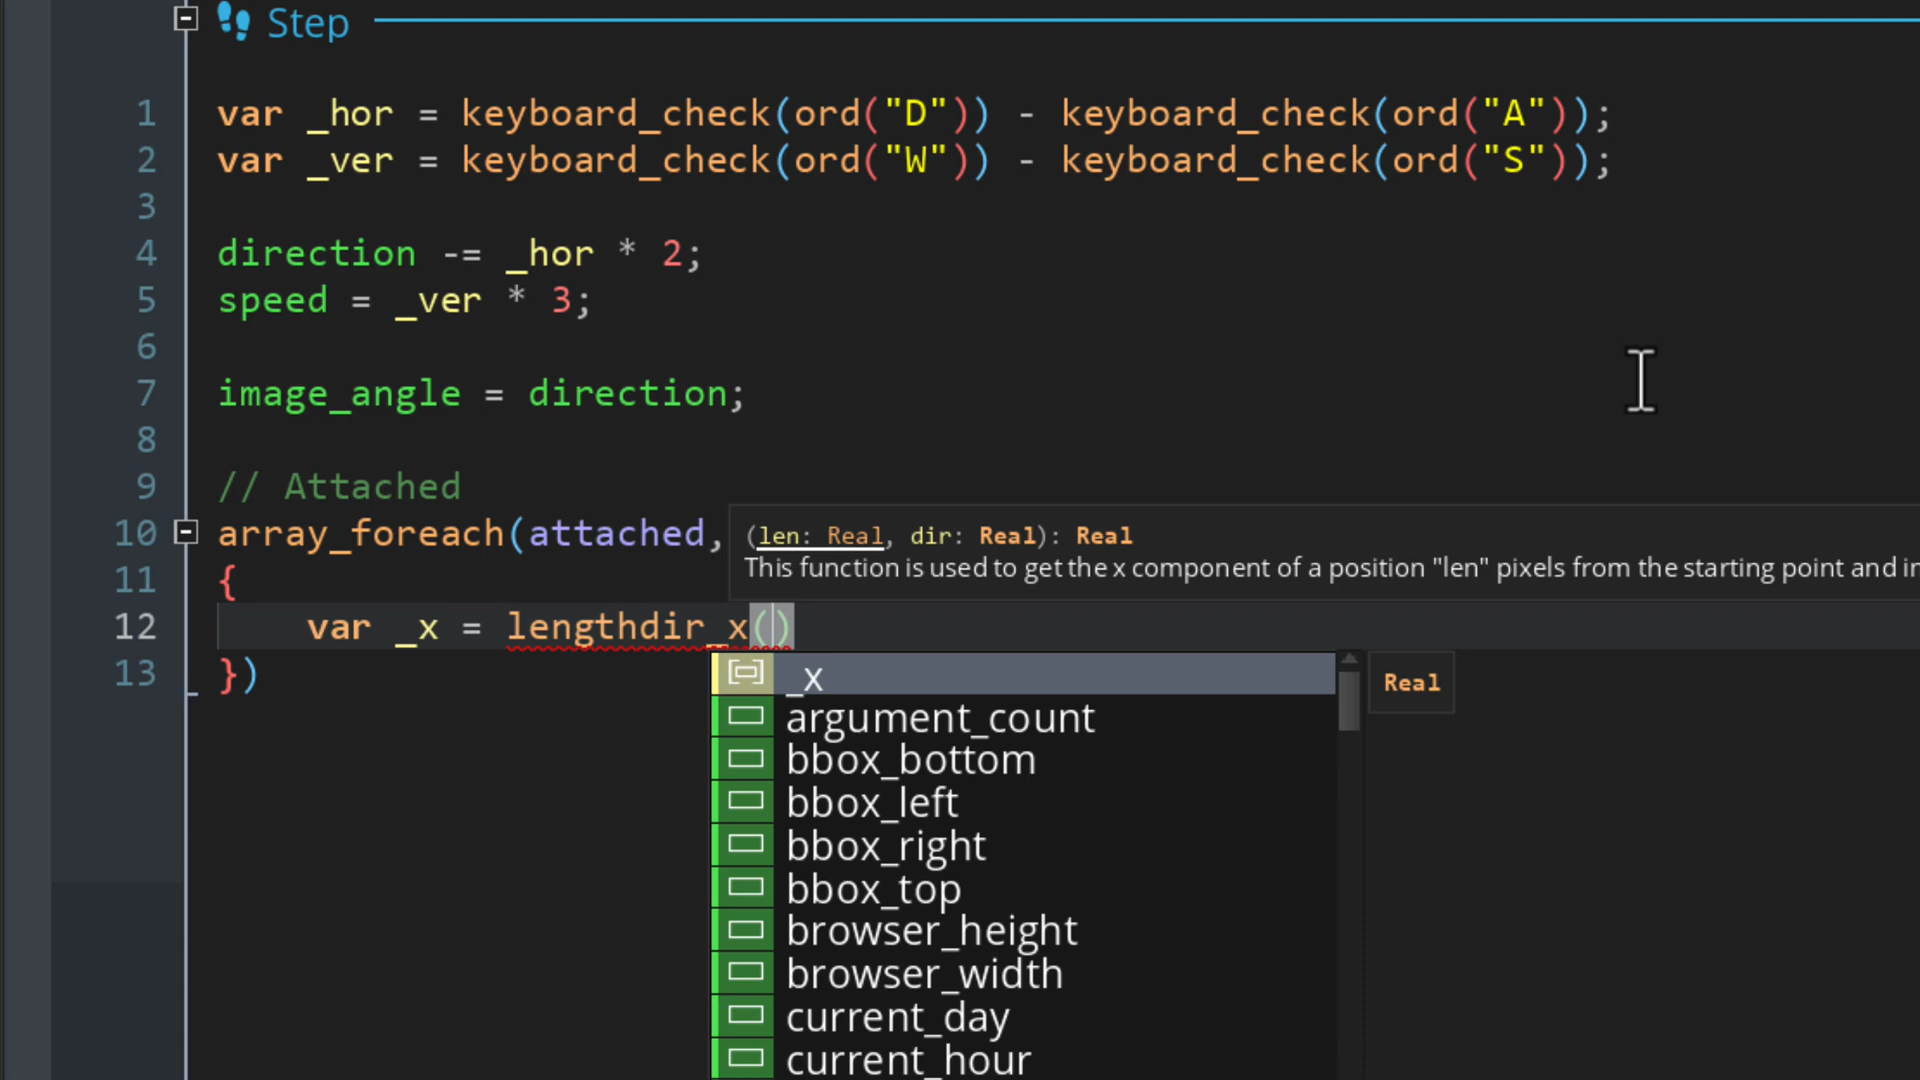 Step
1 var _hor = keyboard_check(ord("D")) - keyboard_check(ord("A"));
2 var _ver = keyboard_check(ord("W")) - keyboard_check(ord("S"));
3
4 direction -= _hor * 2;
5 speed = _ver * 3;
6
7 image_angle = direction;
8
9 // Attached
10 array_foreach(attached,
(len: Real, dir: Real): Real
This function is used to get the x component of a position "len" pixels from the starting point and in
11 {
12 var _x = lengthdir_x()
13 })
_x
Real
argument_count
bbox_bottom
bbox_left
bbox_right
bbox_top
browser_height
browser_width
current_day
current_hour